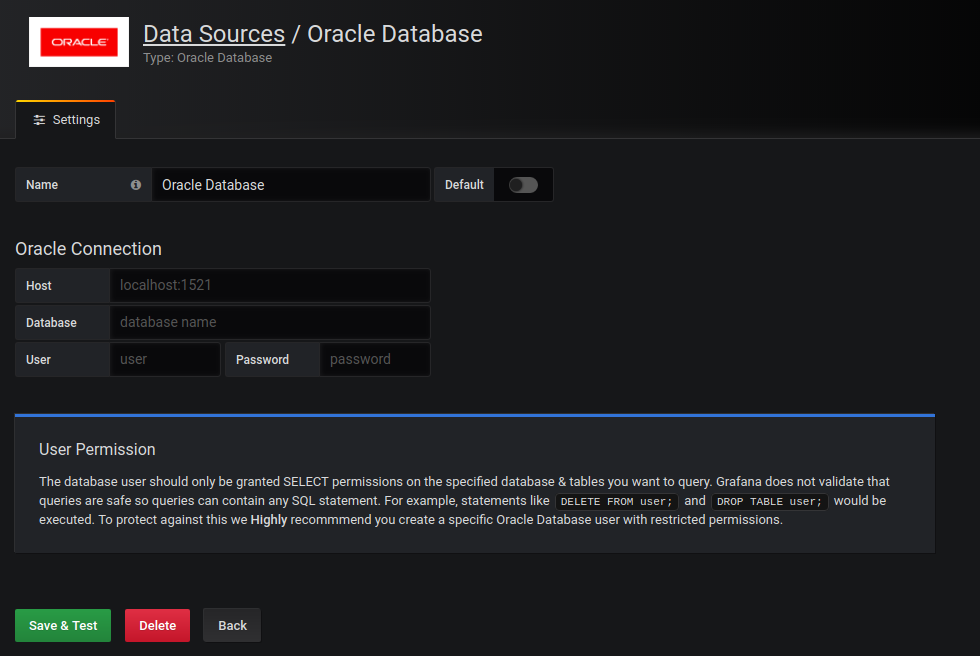 ORACLE
Data Sources / Oracle Database
Type: Oracle Database
Settings
Name Oracle Database Default
Oracle Connection
Host localhost:1521
Database database name
User user Password password
User Permission
The database user should only be granted SELECT permissions on the specified database & tables you want to query. Grafana does not validate that
queries are safe so queries can contain any SQL statement. For example, statements like DELETE FROM user; and DROP TABLE user; would be
executed. To protect against this we Highly recommmend you create a specific Oracle Database user with restricted permissions.
Save & Test Delete Back